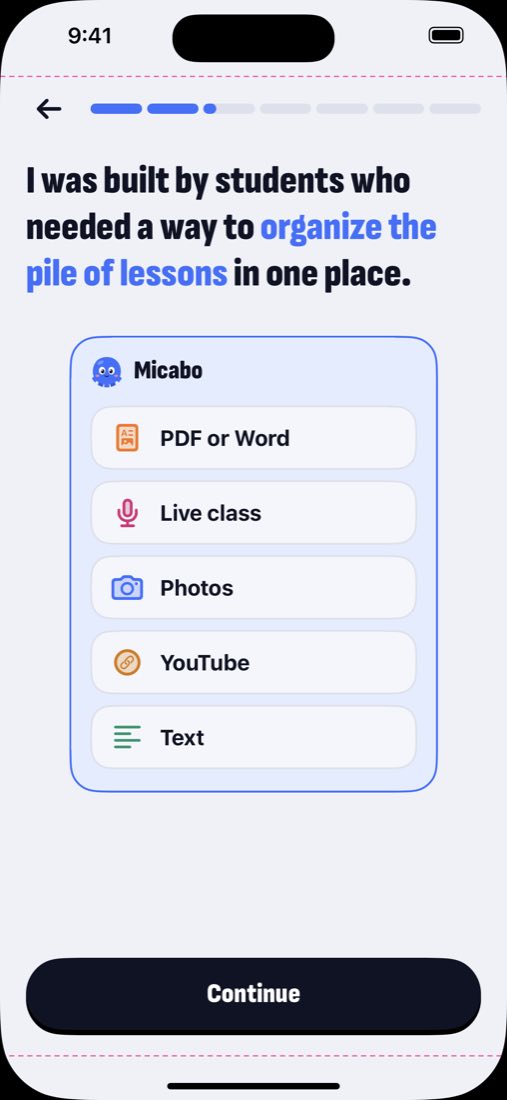 9:41
I was built by students who
needed a way to organize the
pile of lessons in one place.
Micabo
PDF or Word
Live class
Photos
YouTube
Text
Continue